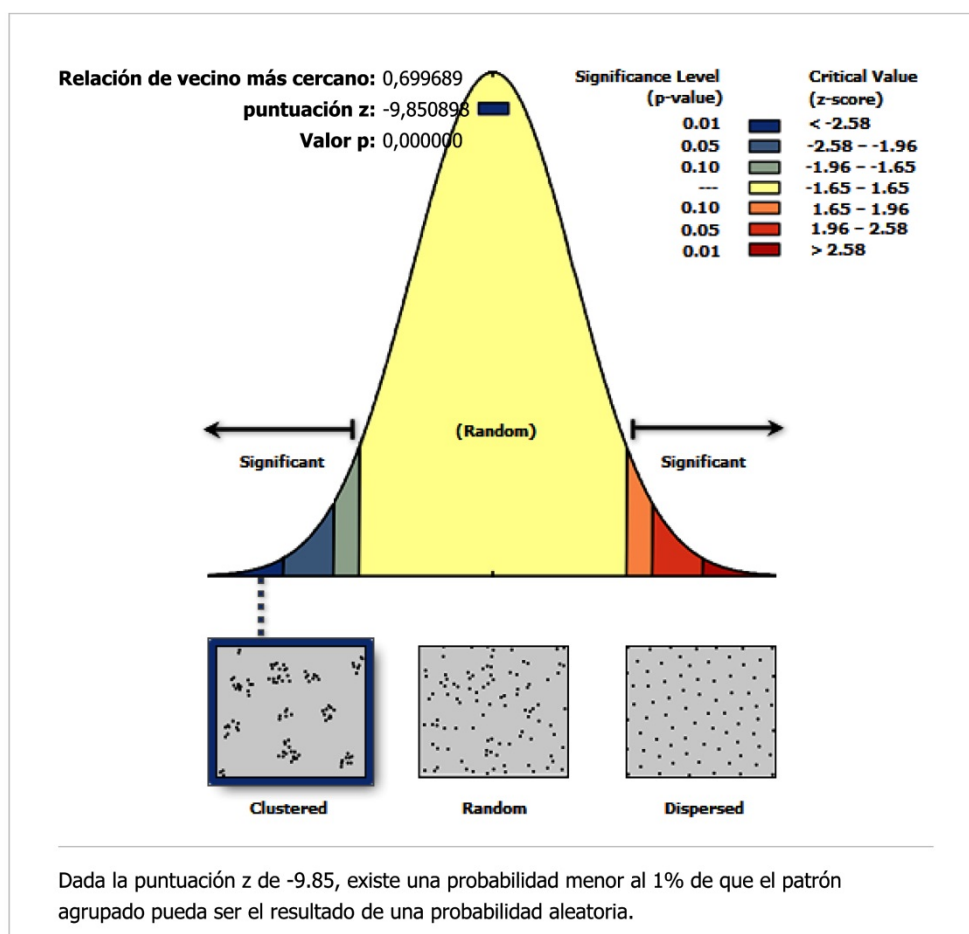 Relación de vecino más cercano: 0,699689
puntuación z: -9,850898
Valor p: 0,000000
Significance Level
(p-value)
Critical Value
(z-score)
0.01 < -2.58
0.05 -2.58 – -1.96
0.10 -1.96 – -1.65
--- -1.65 – 1.65
0.10 1.65 – 1.96
0.05 1.96 – 2.58
0.01 > 2.58
(Random)
Significant
Significant
Clustered
Random
Dispersed
Dada la puntuación z de -9.85, existe una probabilidad menor al 1% de que el patrón
agrupado pueda ser el resultado de una probabilidad aleatoria.